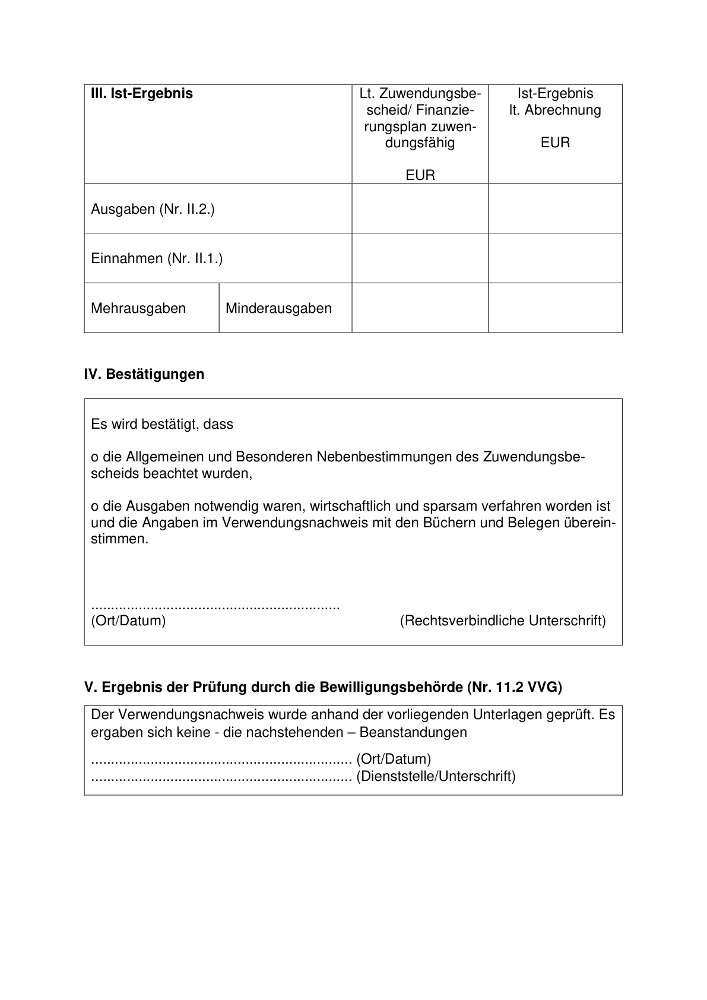 III. Ist-Ergebnis
Lt. Zuwendungsbe-
scheid/ Finanzie-
rungsplan zuwen-
dungsfähig
EUR
Ist-Ergebnis
lt. Abrechnung
EUR
Ausgaben (Nr. II.2.)
Einnahmen (Nr. II.1.)
Mehrausgaben
Minderausgaben
IV. Bestätigungen
Es wird bestätigt, dass
o die Allgemeinen und Besonderen Nebenbestimmungen des Zuwendungsbe-
scheids beachtet wurden,
o die Ausgaben notwendig waren, wirtschaftlich und sparsam verfahren worden ist
und die Angaben im Verwendungsnachweis mit den Büchern und Belegen überein-
stimmen.
...............................................................
(Ort/Datum) (Rechtsverbindliche Unterschrift)
V. Ergebnis der Prüfung durch die Bewilligungsbehörde (Nr. 11.2 VVG)
Der Verwendungsnachweis wurde anhand der vorliegenden Unterlagen geprüft. Es
ergaben sich keine - die nachstehenden – Beanstandungen
.................................................................. (Ort/Datum)
.................................................................. (Dienststelle/Unterschrift)